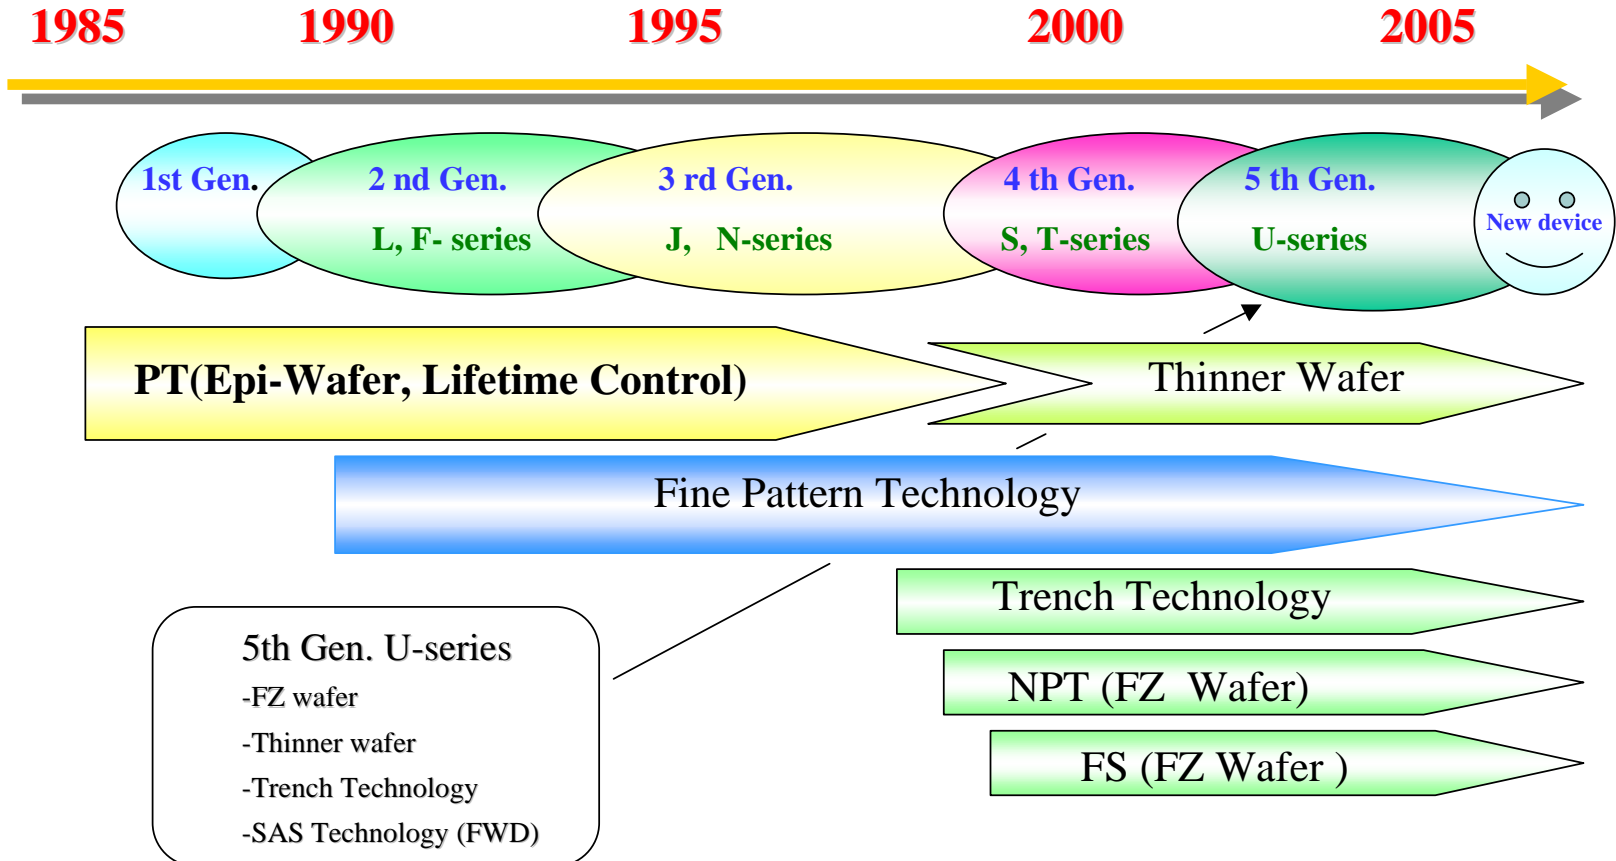 1985 1990 1995 2000 2005
1st Gen. 2 nd Gen. 3 rd Gen. 4 th Gen. 5 th Gen.
L, F- series J, N-series S, T-series U-series
New device
PT(Epi-Wafer, Lifetime Control)
Thinner Wafer
Fine Pattern Technology
Trench Technology
NPT (FZ Wafer)
FS (FZ Wafer )
5th Gen. U-series
-FZ wafer
-Thinner wafer
-Trench Technology
-SAS Technology (FWD)